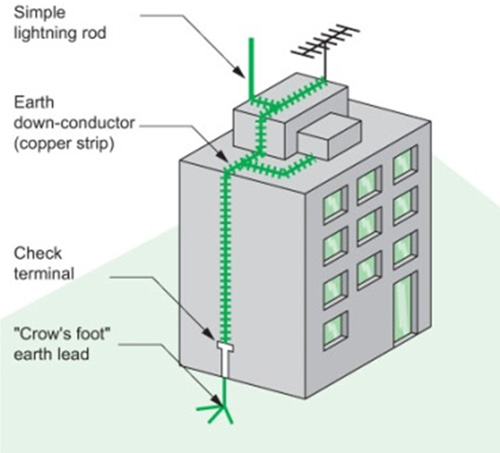 Simple
lightning rod
Earth
down-conductor
(copper strip)
Check
terminal
"Crow's foot"
earth lead